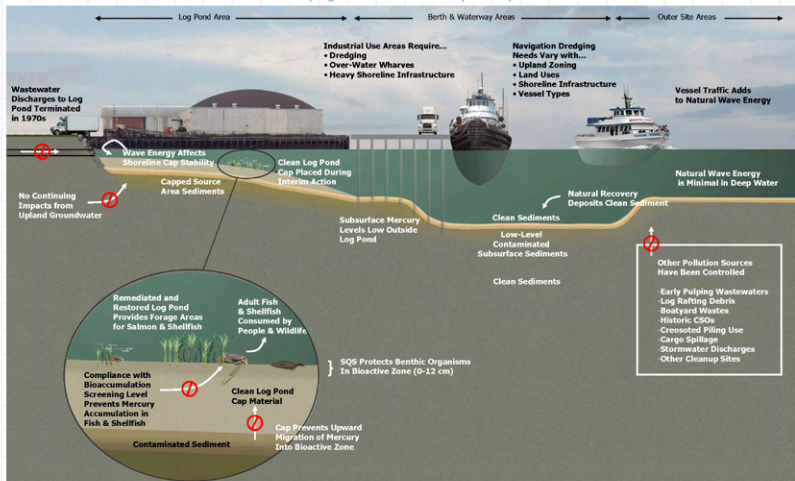 Log Pond Area
Berth & Waterway Areas
Outer Site Areas
Wastewater
Discharges to Log
Pond Terminated
in 1970s
Industrial Use Areas Require...
• Dredging
• Over-Water Wharves
• Heavy Shoreline Infrastructure
Navigation Dredging
Needs Vary with...
• Upland Zoning
• Land Uses
• Shoreline Infrastructure
• Vessel Types
Vessel Traffic Adds
to Natural Wave Energy
Wave Energy Affects
Shoreline Cap Stability
Clean Log Pond
Cap Placed During
Interim Action
Capped Source
Area Sediments
No Continuing
Impacts from
Upland Groundwater
Subsurface Mercury
Levels Low Outside
Log Pond
Natural Recovery
Deposits Clean Sediment
Natural Wave Energy
is Minimal in Deep Water
Clean Sediments
Low-Level
Contaminated
Subsurface Sediments
Clean Sediments
Other Pollution Sources
Have Been Controlled
-Early Pulping Wastewaters
-Log Rafting Debris
-Boatyard Wastes
-Historic CSOs
-Creosoted Piling Use
-Cargo Spillage
-Stormwater Discharges
-Other Cleanup Sites
Remediated and
Restored Log Pond
Provides Forage Areas
for Salmon & Shellfish
Adult Fish
& Shellfish
Consumed by
People & Wildlife
SQS Protects Benthic Organisms
In Bioactive Zone (0-12 cm)
Compliance with
Bioaccumulation
Screening Level
Prevents Mercury
Accumulation in
Fish & Shellfish
Clean Log Pond
Cap Material
Cap Prevents Upward
Migration of Mercury
Into Bioactive Zone
Contaminated Sediment